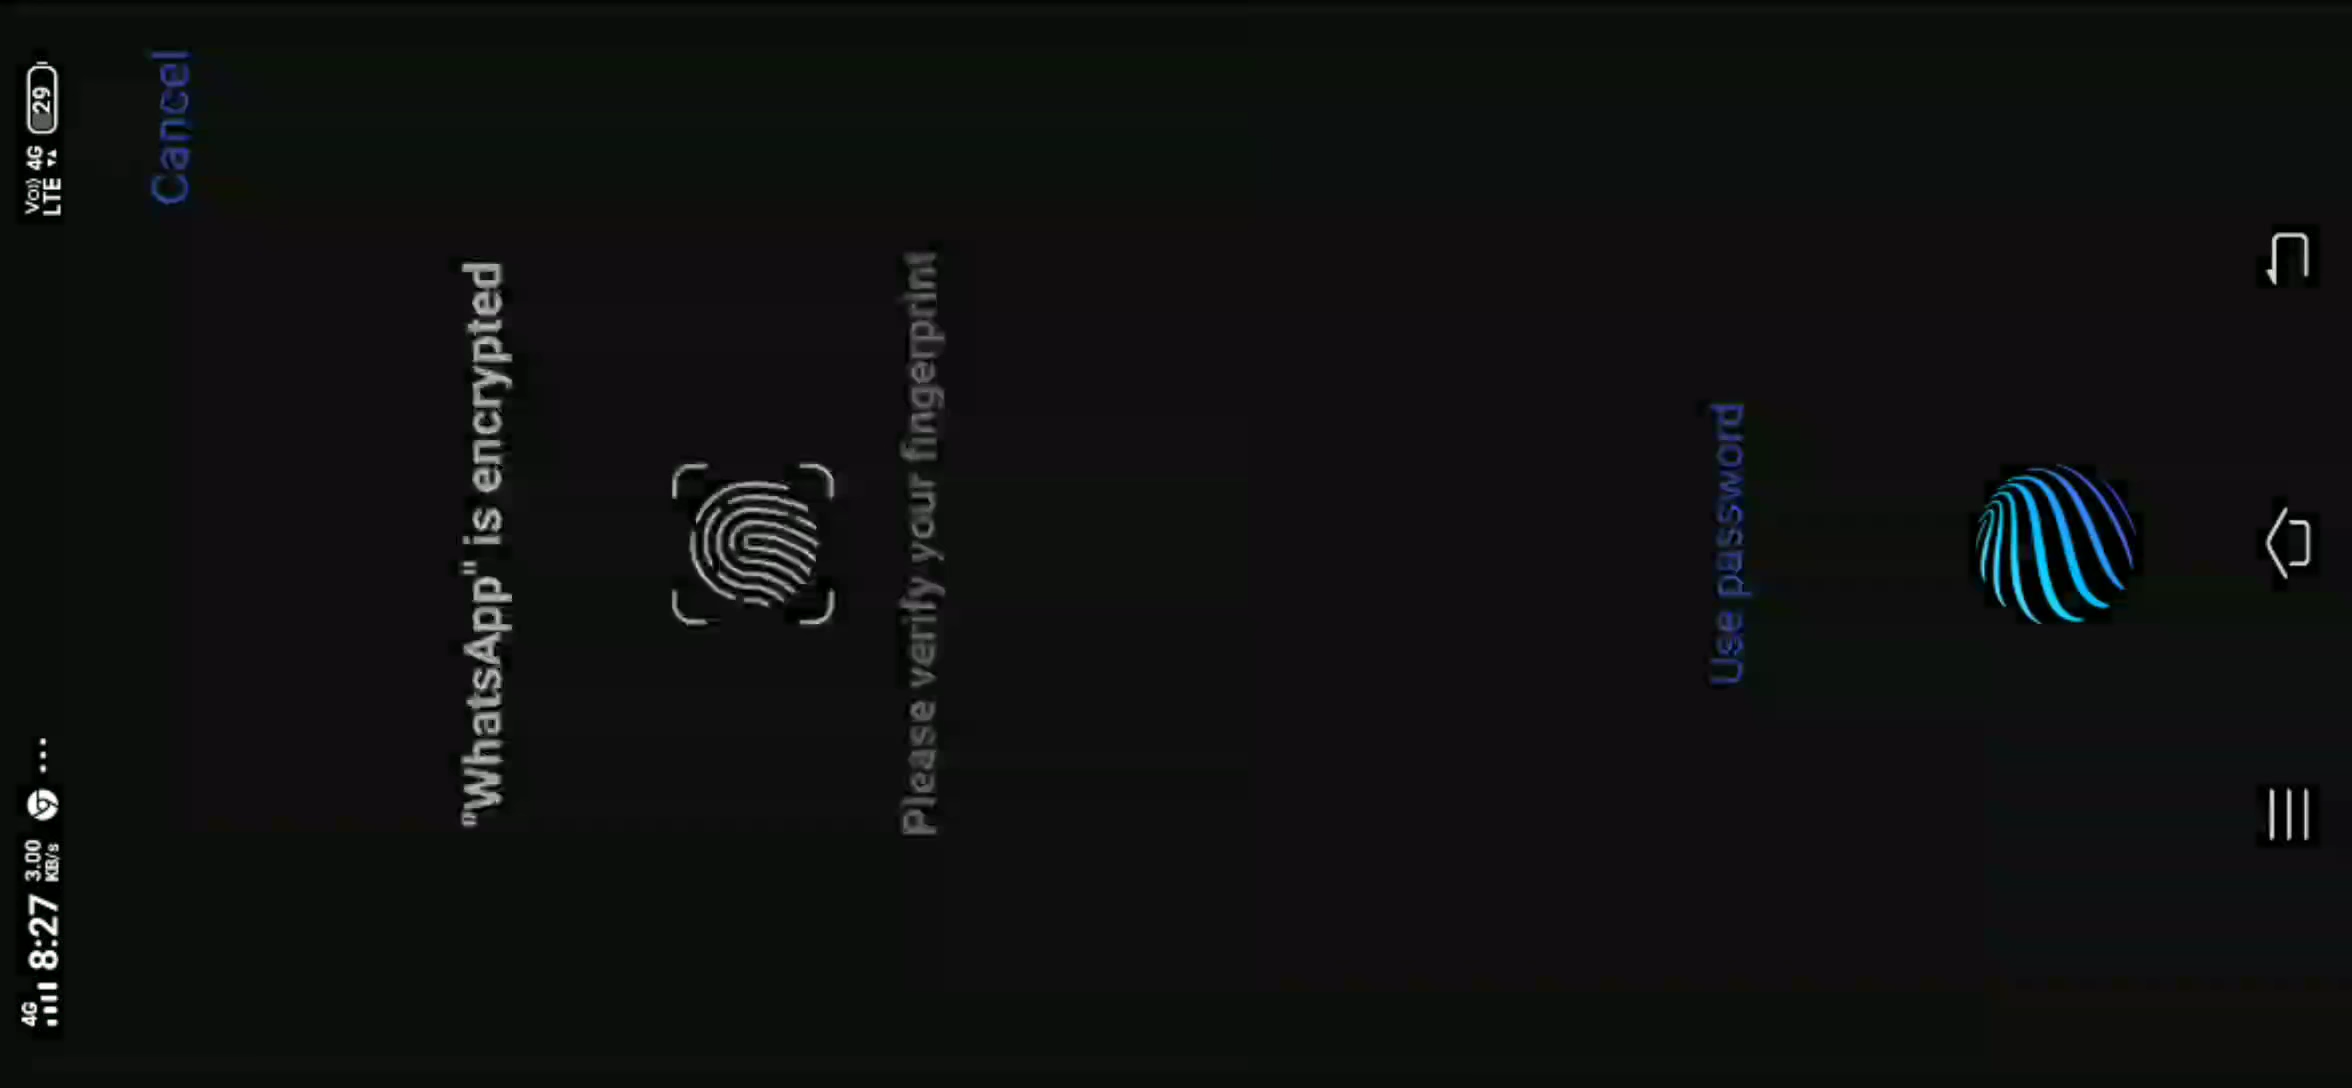 4G 8:27 3.00 KB/s ... Vo)) LTE 4G 29
Cancel
"WhatsApp" is encrypted
Please verify your fingerprint.
Use password